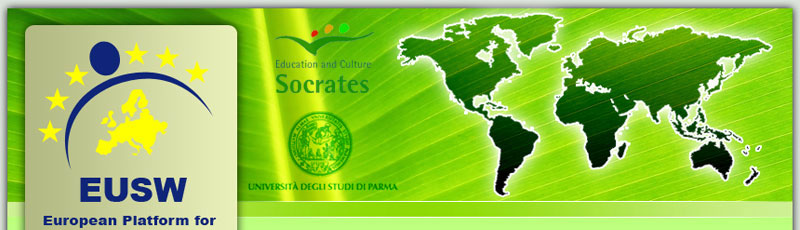 EUSW
European Platform for
Education and Culture
Socrates
UNIVERSITÀ DEGLI STUDI DI PARMA